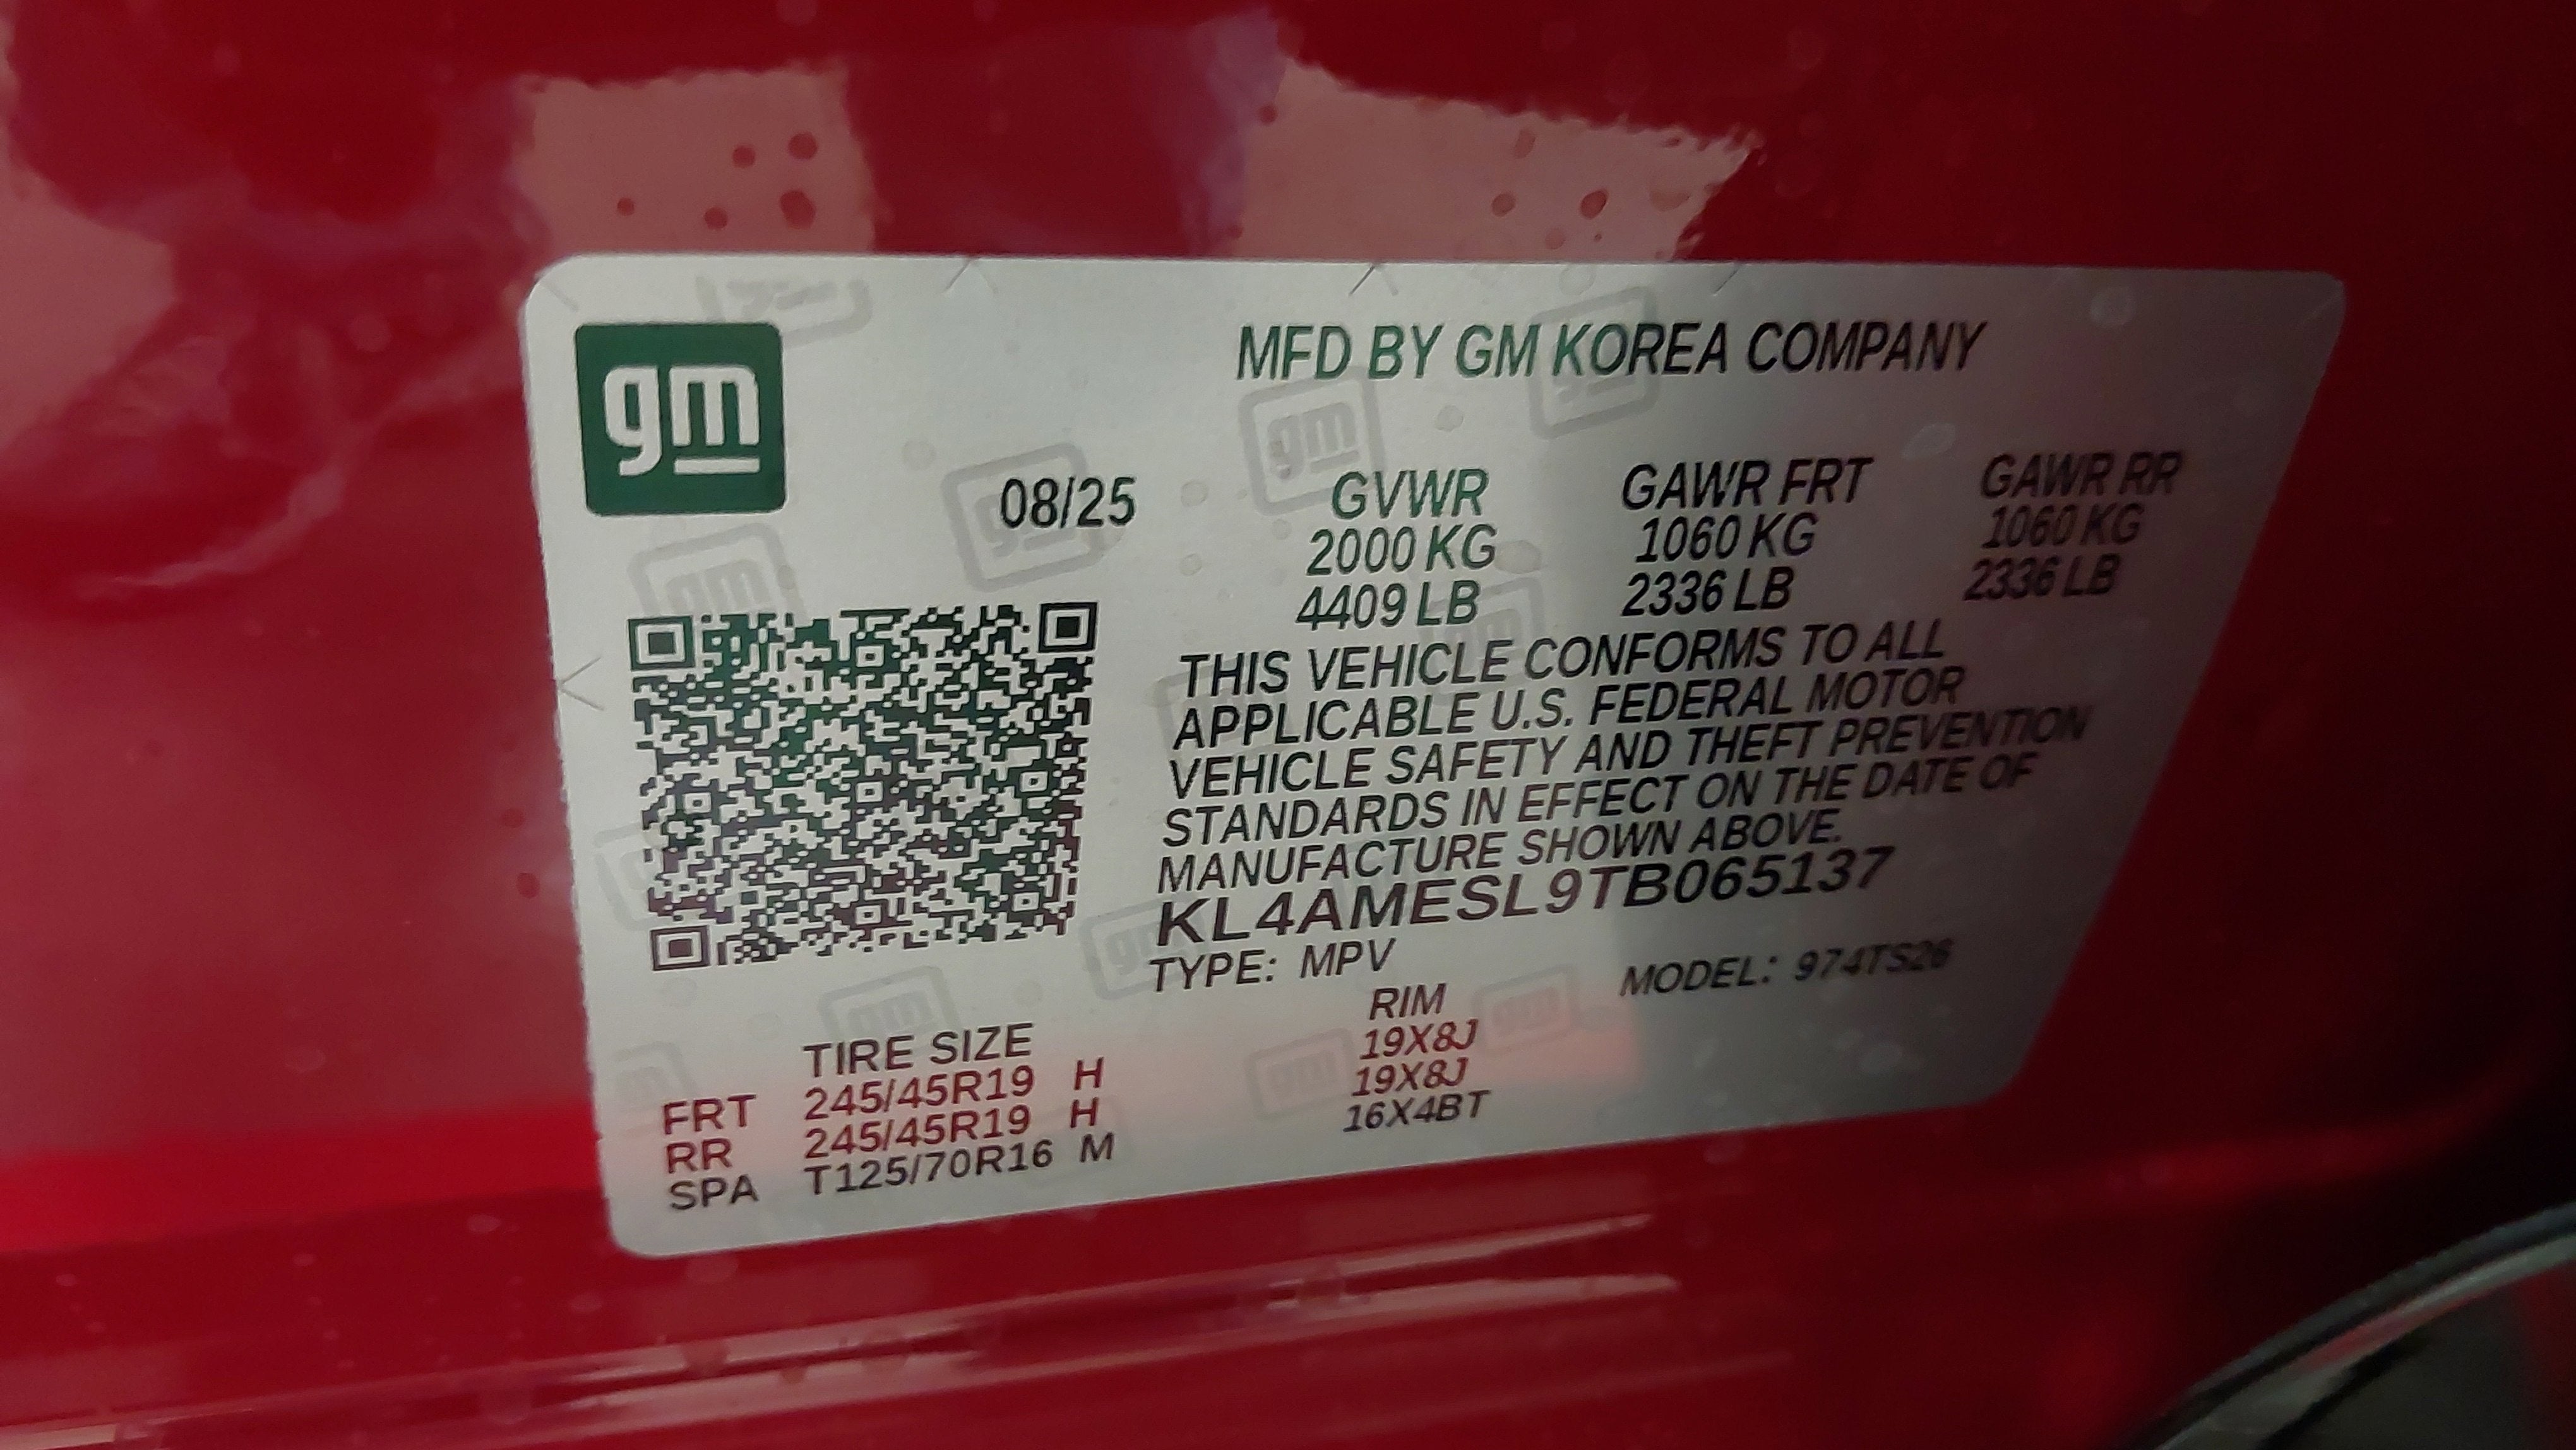 gm
MFD BY GM KOREA COMPANY
08/25 GVWR GAWR FRT GAWR RR
2000 KG 1060 KG 1060 KG
4409 LB 2336 LB 2336 LB
THIS VEHICLE CONFORMS TO ALL
APPLICABLE U.S. FEDERAL MOTOR
VEHICLE SAFETY AND THEFT PREVENTION
STANDARDS IN EFFECT ON THE DATE OF
MANUFACTURE SHOWN ABOVE.
KL4AMESL9TB065137
TYPE: MPV MODEL: 974TS26
TIRE SIZE RIM
FRT 245/45R19 H 19X8J
RR 245/45R19 H 19X8J
SPA T125/70R16 M 16X4BT